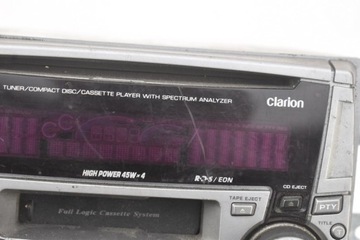 TUNER/COMPACT DISC/CASSETTE PLAYER WITH SPECTRUM ANALYZER
clarion
HIGH POWER 45W×4
R·D·S / EON
TAPE EJECT
CD EJECT
PTY
TITLE
Full Logic Cassette System